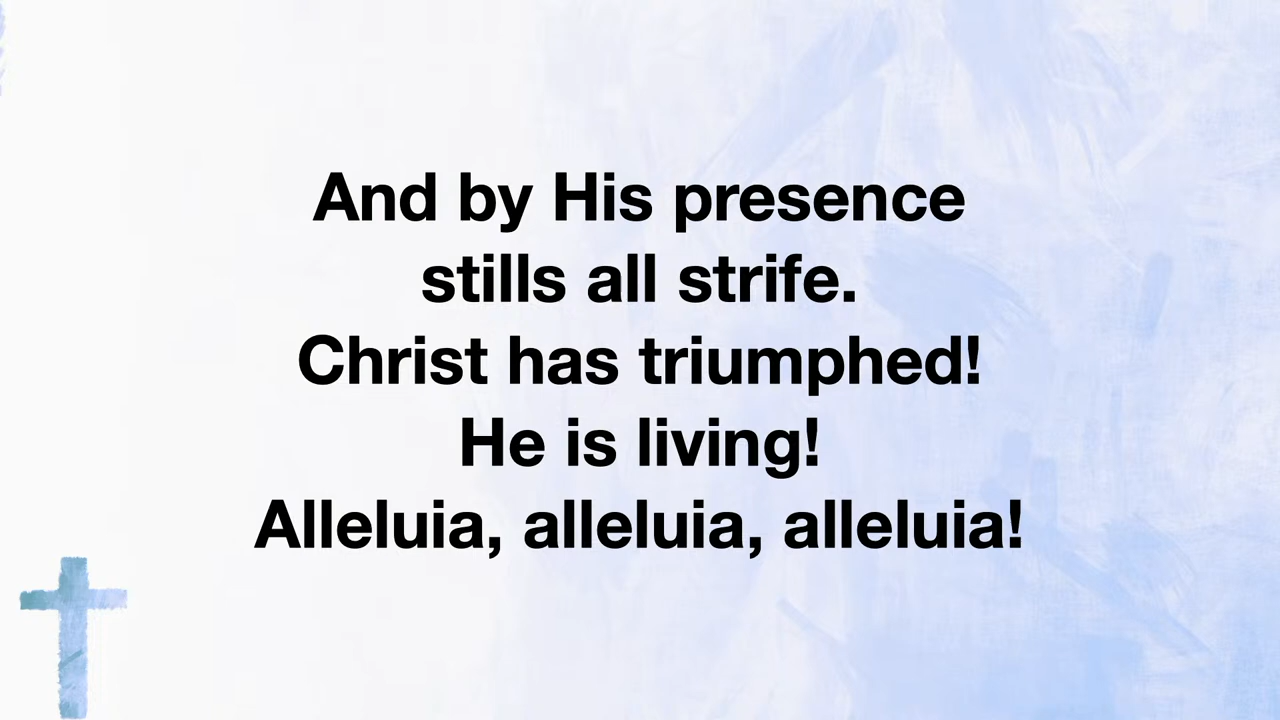 And by His presence
stills all strife.
Christ has triumphed!
He is living!
Alleluia, alleluia, alleluia!